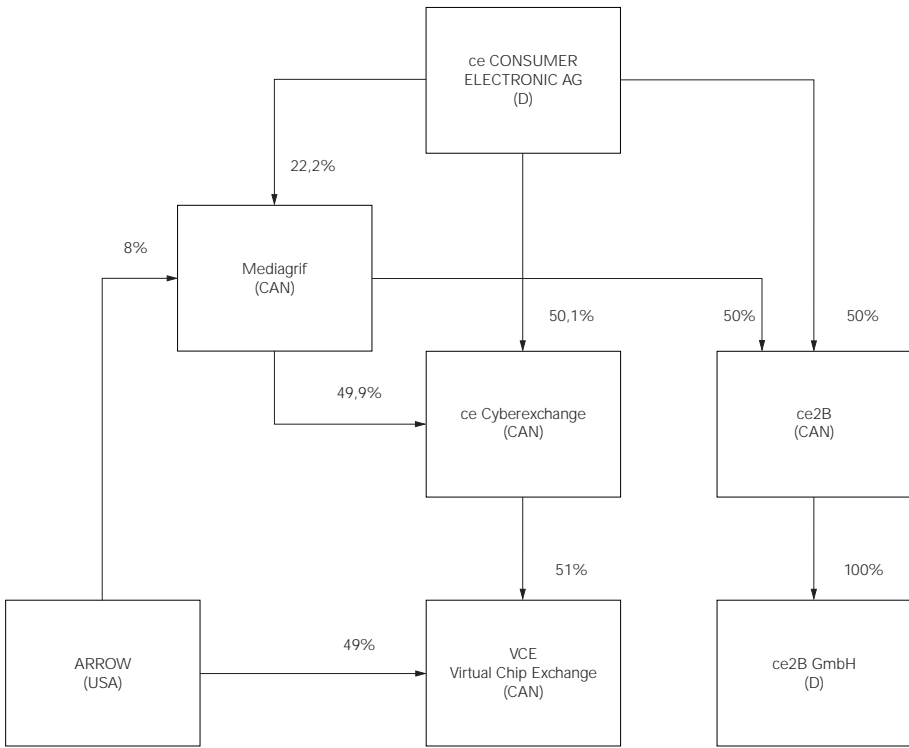 ce CONSUMER
ELECTRONIC AG
(D)
22,2%
8%
Mediagrif
(CAN)
50,1%
50%
50%
49,9%
ce Cyberexchange
(CAN)
ce2B
(CAN)
51%
100%
ARROW
(USA)
49%
VCE
Virtual Chip Exchange
(CAN)
ce2B GmbH
(D)